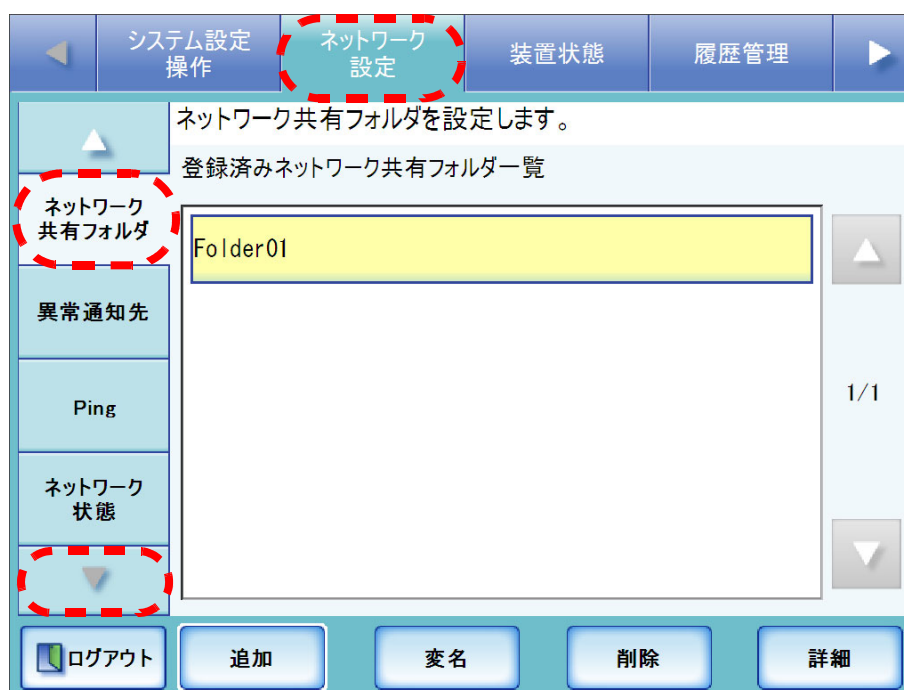 システム設定
操作
ネットワーク
設定
装置状態
履歴管理
ネットワーク共有フォルダを設定します。
登録済みネットワーク共有フォルダ一覧
ネットワーク
共有フォルダ
Folder01
異常通知先
Ping
1/1
ネットワーク
状態
ログアウト
追加
変名
削除
詳細